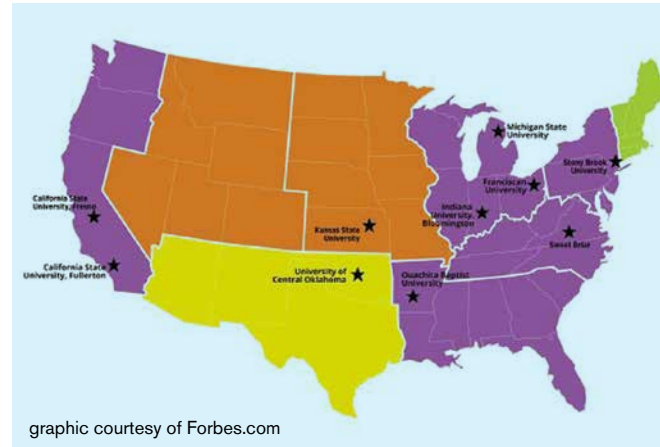 Michigan State
University
Stony Brook
University
Franciscan
University
California State
University, Fresno
Indiana
University,
Bloomington
Kansas State
University
Sweet Briar
California State
University, Fullerton
University of
Central Oklahoma
Ouachita Baptist
University
graphic courtesy of Forbes.com